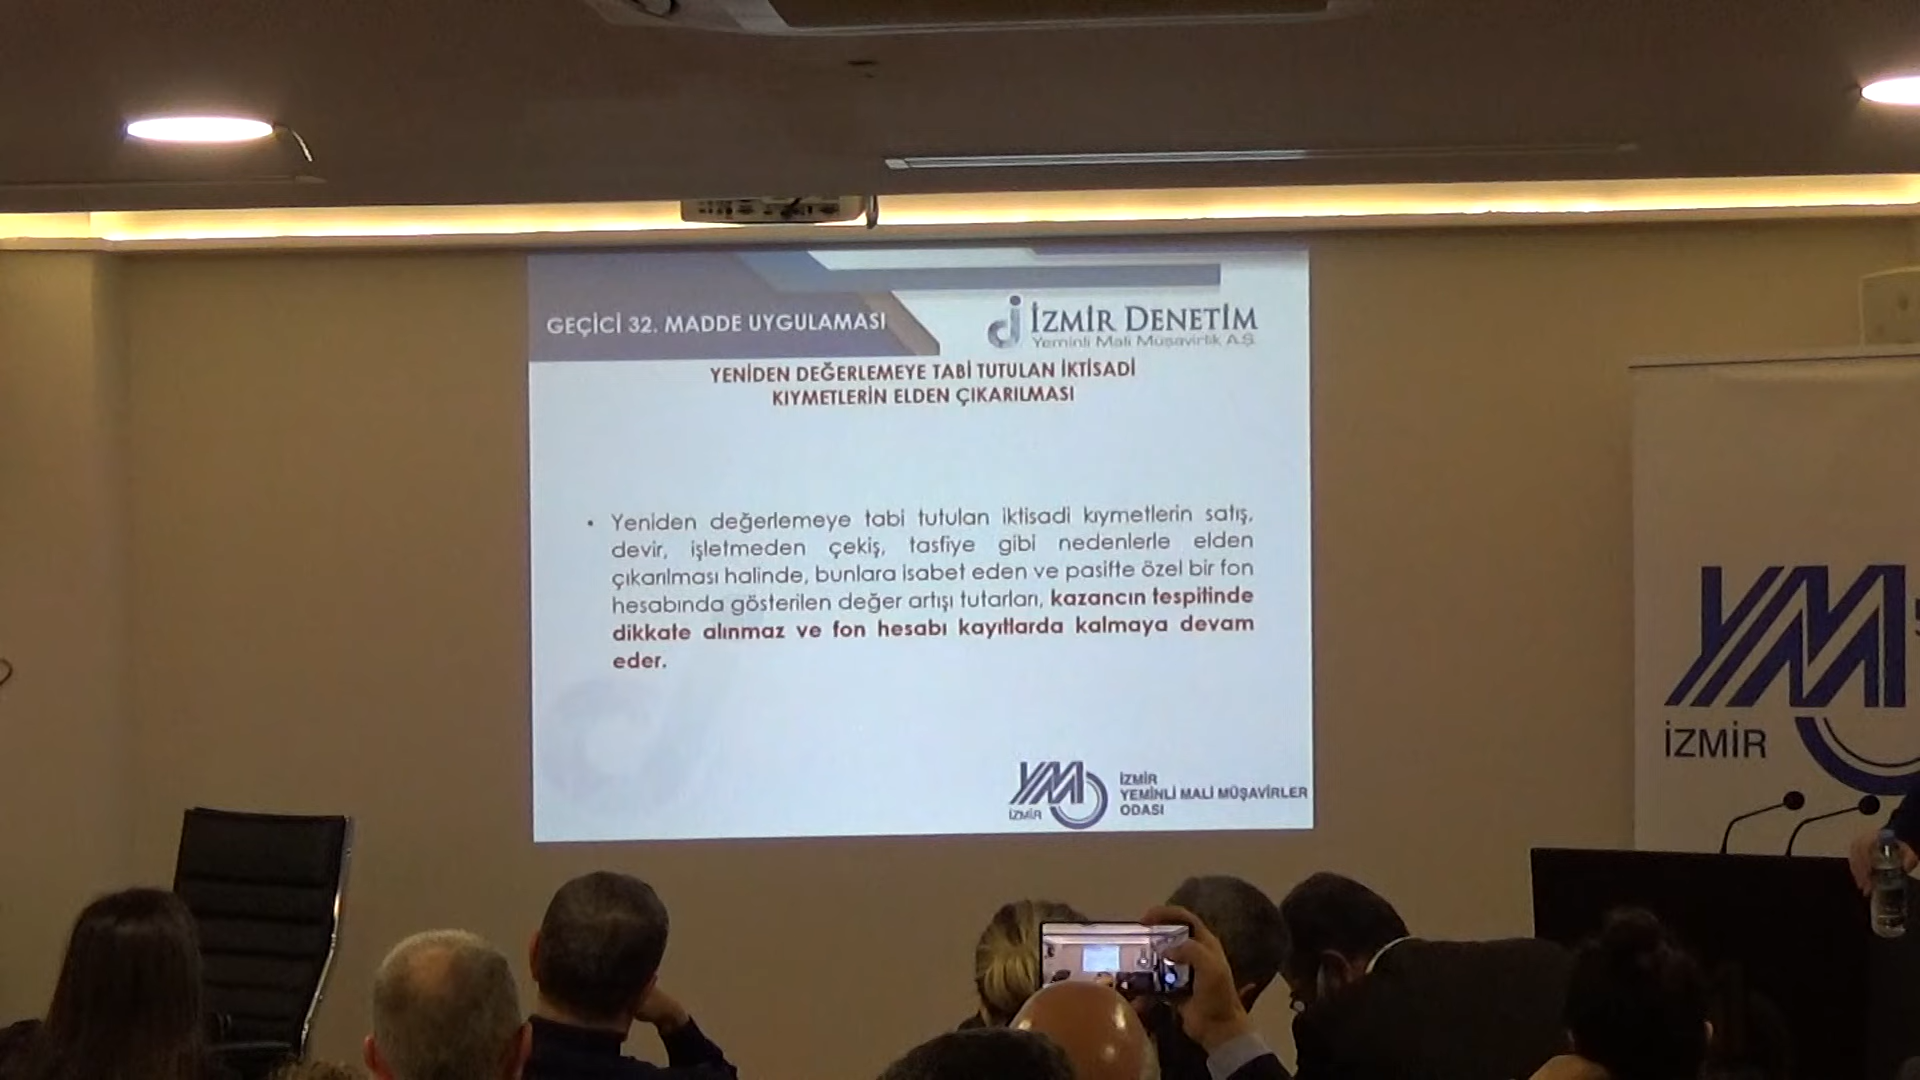 GEÇİCİ 32. MADDE UYGULAMASI
İZMİR DENETİM
Yeminli Mali Müşavirlik A.Ş.
YENİDEN DEĞERLEMEYE TABİ TUTULAN İKTİSADİ
KIYMETLERİN ELDEN ÇIKARILMASI
• Yeniden değerlemeye tabi tutulan iktisadi kıymetlerin satış,
devir, işletmeden çekiş, tasfiye gibi nedenlerle elden
çıkarılması halinde, bunlara isabet eden ve pasifte özel bir fon
hesabında gösterilen değer artışı tutarları, kazancın tespitinde
dikkate alınmaz ve fon hesabı kayıtlarda kalmaya devam
eder.
YMM
İZMİR
İZMİR
YEMİNLİ MALİ MÜŞAVİRLER
ODASI
YMM
İZMİR